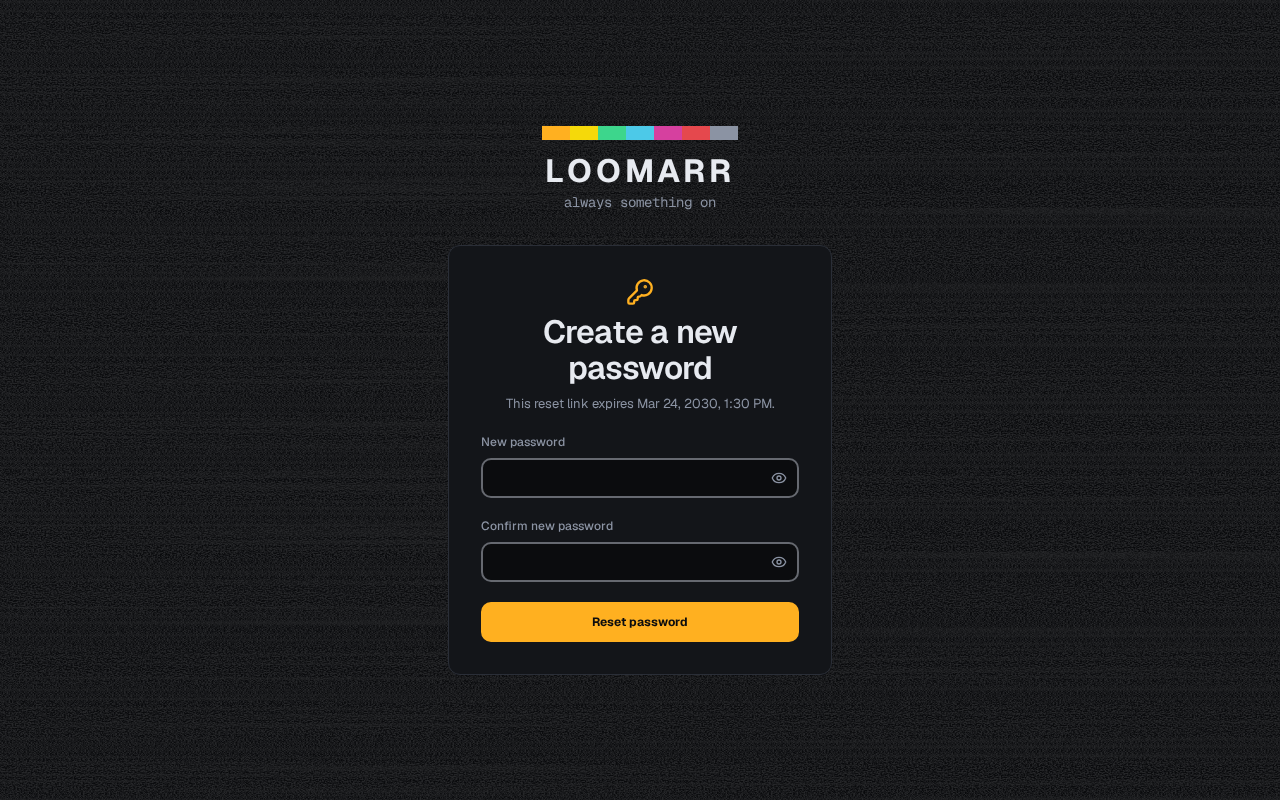 LOOMARR
always something on
Create a new
password
This reset link expires Mar 24, 2030, 1:30 PM.
New password
Confirm new password
Reset password